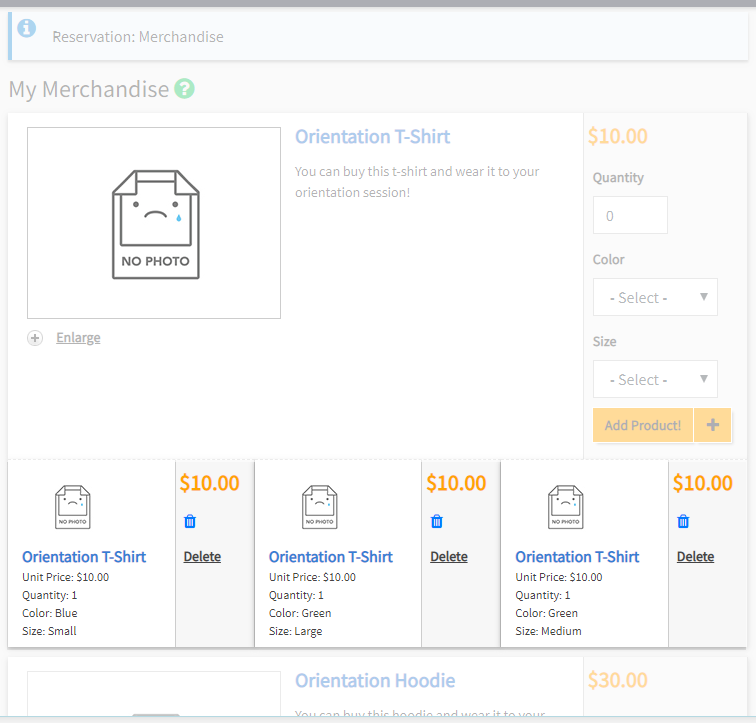 Reservation: Merchandise
My Merchandise ?
Orientation T-Shirt
You can buy this t-shirt and wear it to your
orientation session!
NO PHOTO
Enlarge
$10.00
Quantity
0
Color
- Select -
Size
- Select -
Add Product! +
NO PHOTO
Orientation T-Shirt
Unit Price: $10.00
Quantity: 1
Color: Blue
Size: Small
$10.00
Delete
NO PHOTO
Orientation T-Shirt
Unit Price: $10.00
Quantity: 1
Color: Green
Size: Large
$10.00
Delete
NO PHOTO
Orientation T-Shirt
Unit Price: $10.00
Quantity: 1
Color: Green
Size: Medium
$10.00
Delete
Orientation Hoodie
You can buy this hoodie and wear it to your
$30.00